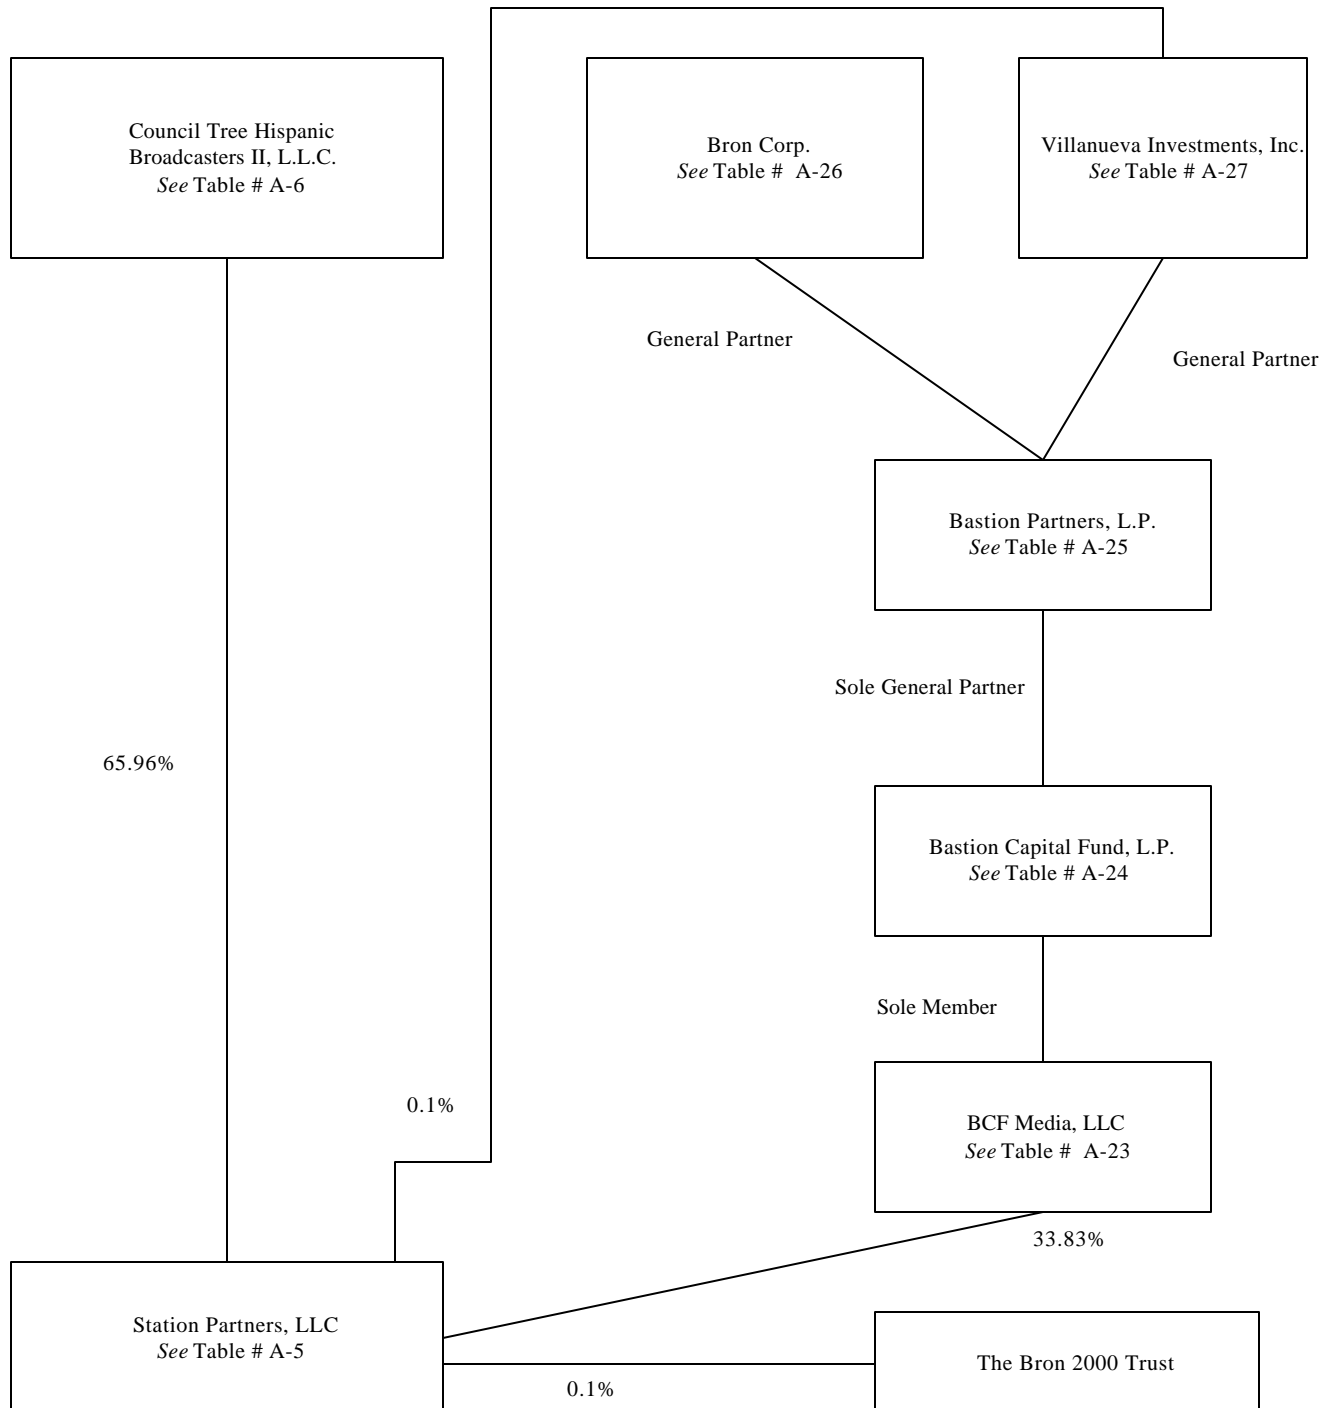 Council Tree Hispanic
Broadcasters II, L.L.C.
See Table # A-6
Bron Corp.
See Table # A-26
Villanueva Investments, Inc.
See Table # A-27
General Partner
General Partner
Bastion Partners, L.P.
See Table # A-25
Sole General Partner
65.96%
Bastion Capital Fund, L.P.
See Table # A-24
Sole Member
0.1%
BCF Media, LLC
See Table # A-23
33.83%
Station Partners, LLC
See Table # A-5
The Bron 2000 Trust
0.1%